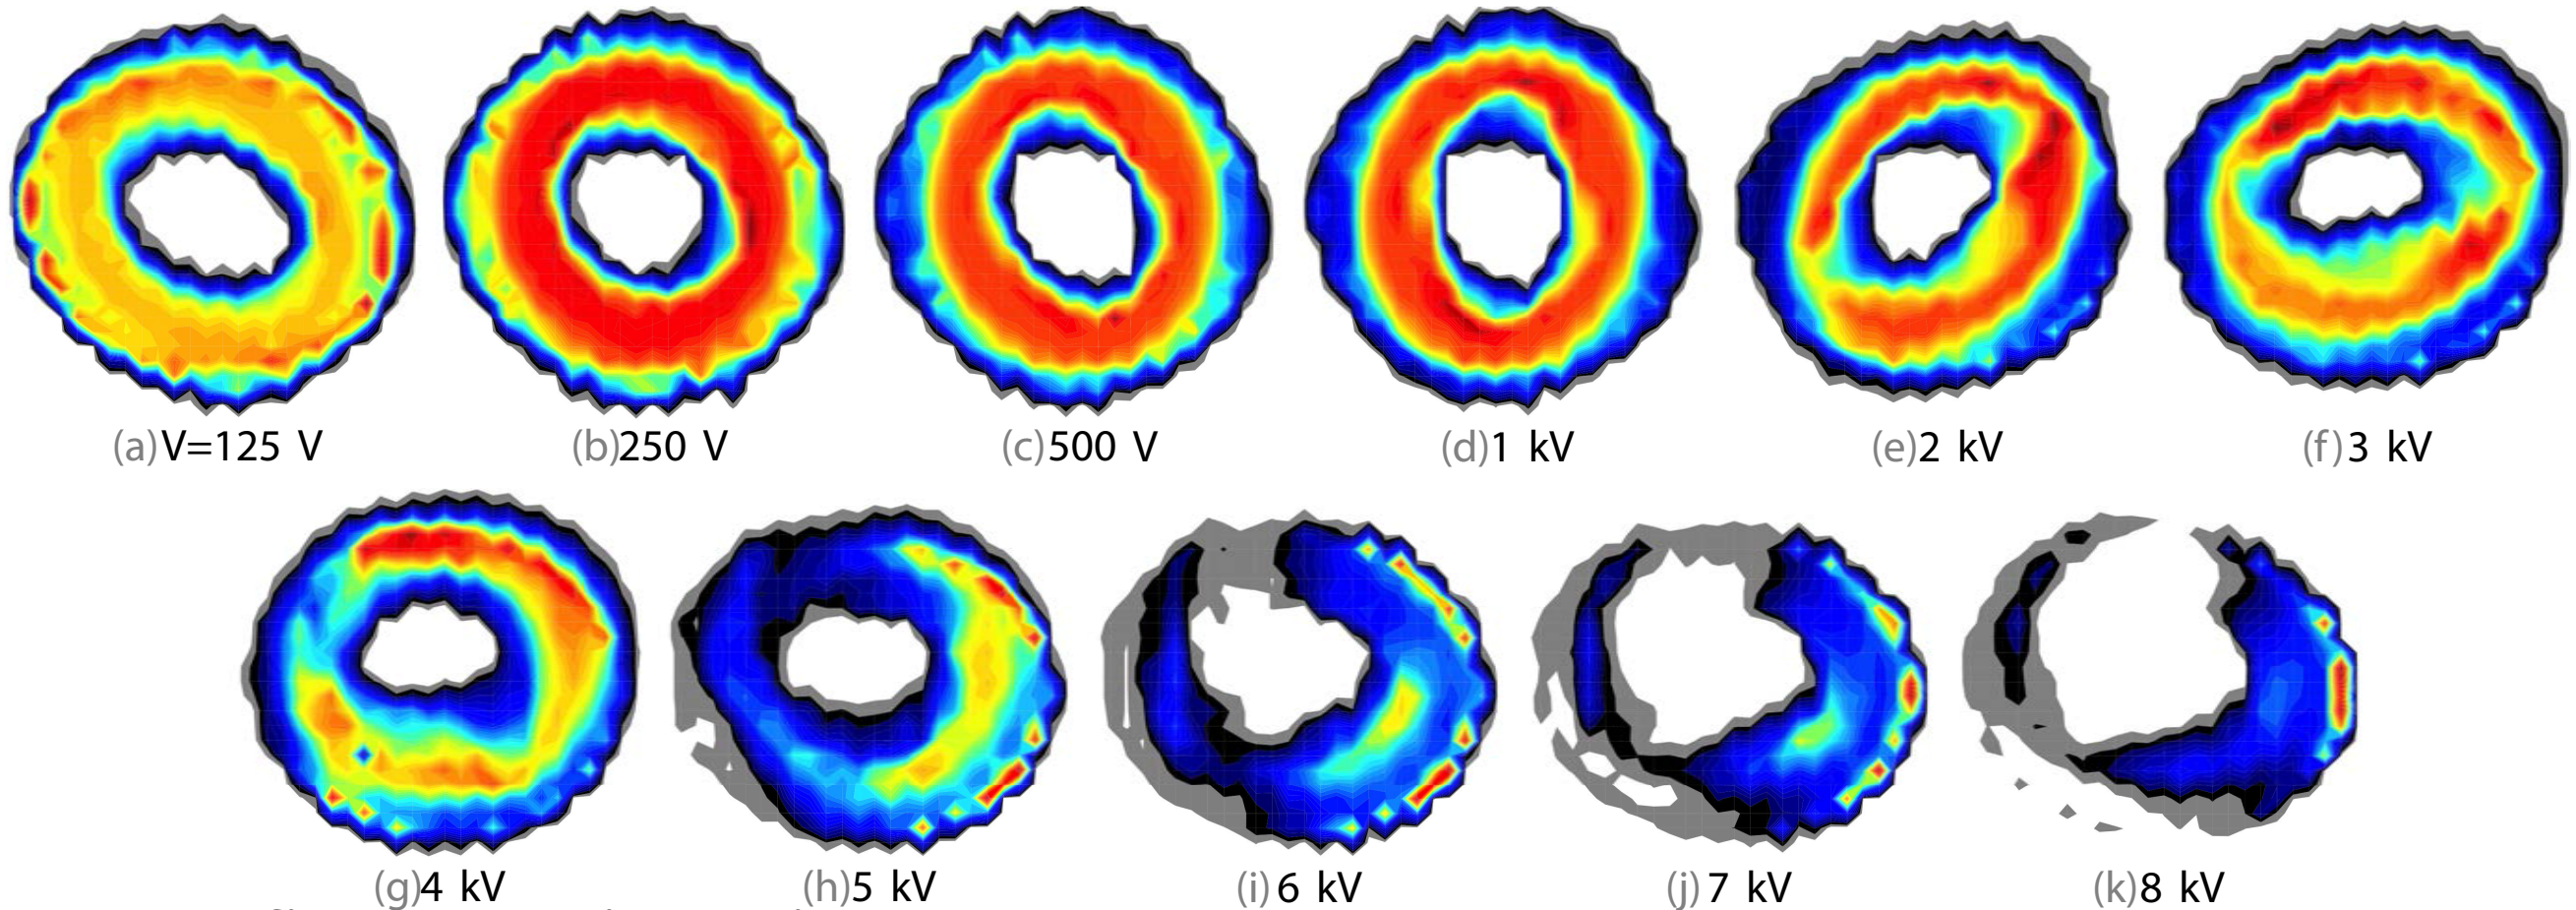 (a) V=125 V (b) 250 V (c) 500 V (d) 1 kV (e) 2 kV (f) 3 kV
(g) 4 kV (h) 5 kV (i) 6 kV (j) 7 kV (k) 8 kV